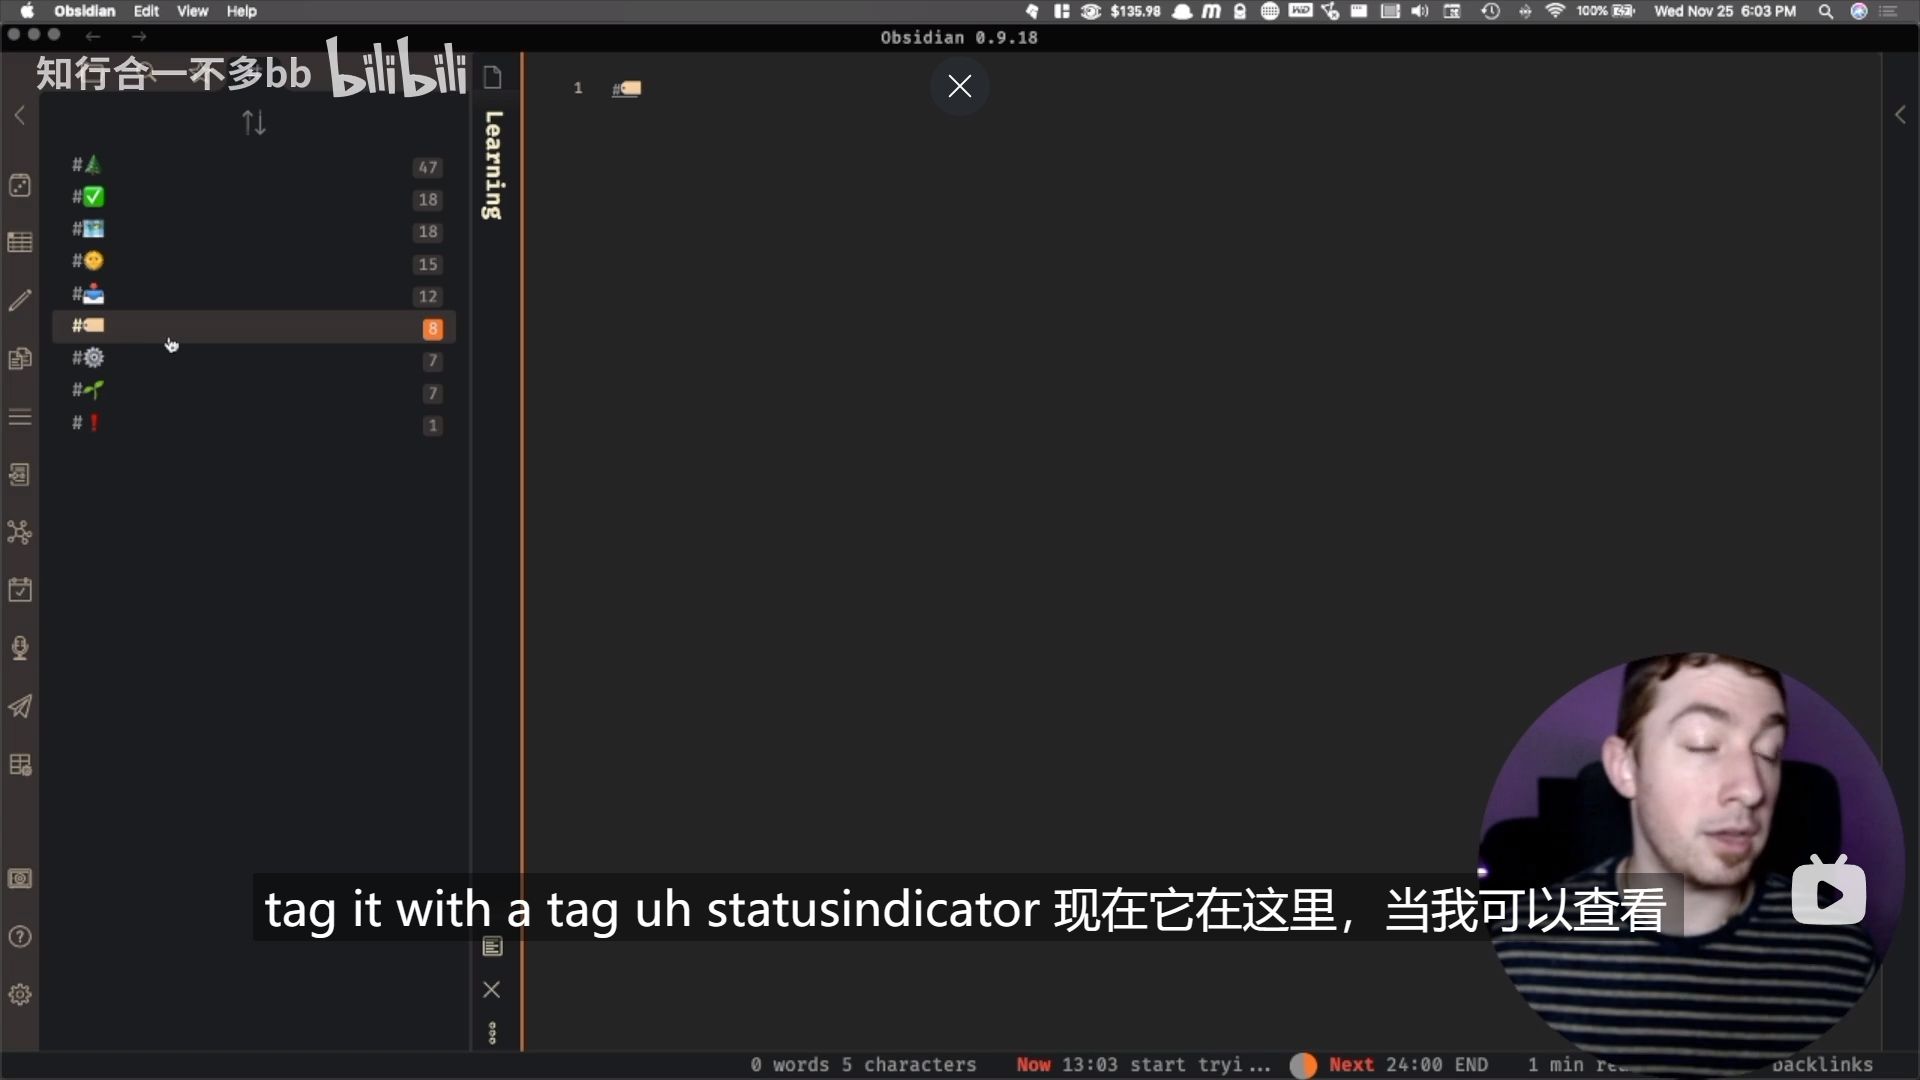 Obsidian Edit View Help
$135.98 100% Wed Nov 25 6:03 PM
Obsidian 0.9.18
知行合一不多bb bilibili
Learning
1 #🏷️
#🌲 47
#✅ 18
#🗺️ 18
#🌞 15
#📥 12
#🏷️ 8
#⚙️ 7
#🌱 7
#❗ 1
tag it with a tag uh statusindicator 现在它在这里，当我可以查看
0 words 5 characters Now 13:03 start tryi... Next 24:00 END 1 min backlinks